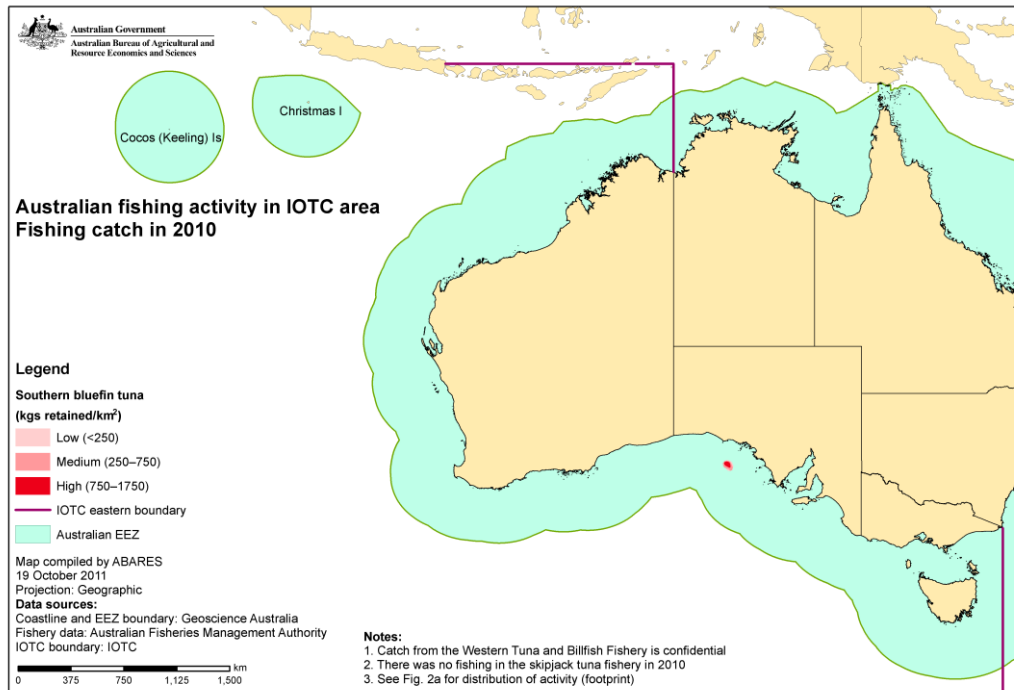 Australian Government
Australian Bureau of Agricultural and
Resource Economics and Sciences
Cocos (Keeling) Is
Christmas I
Australian fishing activity in IOTC area
Fishing catch in 2010
Legend
Southern bluefin tuna
(kgs retained/km²)
Low (<250)
Medium (250–750)
High (750–1750)
IOTC eastern boundary
Australian EEZ
Map compiled by ABARES
19 October 2011
Projection: Geographic
Data sources:
Coastline and EEZ boundary: Geoscience Australia
Fishery data: Australian Fisheries Management Authority
IOTC boundary: IOTC
km
0 375 750 1,125 1,500
Notes:
1. Catch from the Western Tuna and Billfish Fishery is confidential
2. There was no fishing in the skipjack tuna fishery in 2010
3. See Fig. 2a for distribution of activity (footprint)